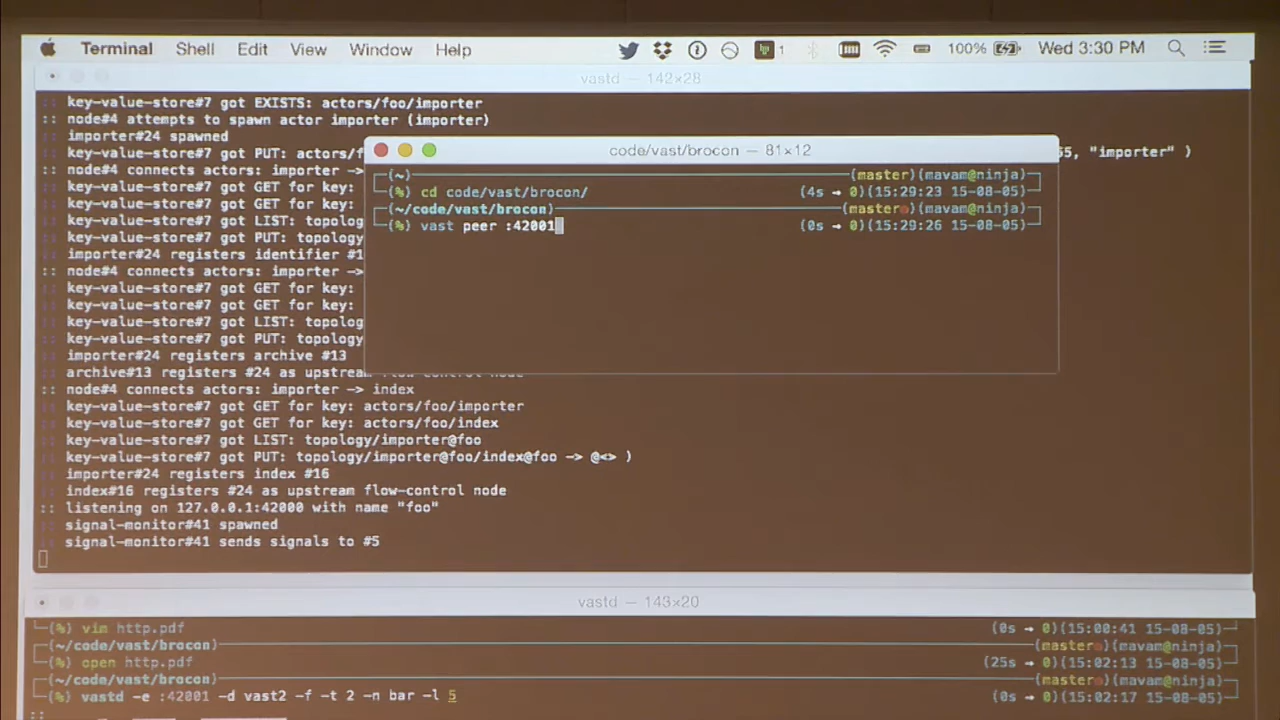 Terminal Shell Edit View Window Help 1 100% Wed 3:30 PM
vastd — 142×28
key-value-store#7 got EXISTS: actors/foo/importer
:: node#4 attempts to spawn actor importer (importer)
:: importer#24 spawned
:: key-value-store#7 got PUT: actors/f 55, "importer" )
:: node#4 connects actors: importer ->
:: key-value-store#7 got GET for key:
:: key-value-store#7 got GET for key:
:: key-value-store#7 got LIST: topolog
:: key-value-store#7 got PUT: topology
:: importer#24 registers identifier #1
:: node#4 connects actors: importer ->
:: key-value-store#7 got GET for key:
:: key-value-store#7 got GET for key:
:: key-value-store#7 got LIST: topolog
:: key-value-store#7 got PUT: topology
:: importer#24 registers archive #13
:: archive#13 registers #24 as upstream flow-control node
:: node#4 connects actors: importer -> index
:: key-value-store#7 got GET for key: actors/foo/importer
:: key-value-store#7 got GET for key: actors/foo/index
:: key-value-store#7 got LIST: topology/importer@foo
:: key-value-store#7 got PUT: topology/importer@foo/index@foo -> @<> )
:: importer#24 registers index #16
:: index#16 registers #24 as upstream flow-control node
:: listening on 127.0.0.1:42000 with name "foo"
:: signal-monitor#41 spawned
:: signal-monitor#41 sends signals to #5
code/vast/brocon — 81×12
(~) (master)(mavam@ninja)
(%) cd code/vast/brocon/ (4s → 0)(15:29:23 15-08-05)
(~/code/vast/brocon) (master●)(mavam@ninja)
(%) vast peer :42001 (0s → 0)(15:29:26 15-08-05)
vastd — 143×20
(%) vim http.pdf (0s → 0)(15:00:41 15-08-05)
(~/code/vast/brocon) (master●)(mavam@ninja)
(%) open http.pdf (25s → 0)(15:02:13 15-08-05)
(~/code/vast/brocon) (master●)(mavam@ninja)
(%) vastd -e :42001 -d vast2 -f -t 2 -n bar -l 5 (0s → 0)(15:02:17 15-08-05)
::